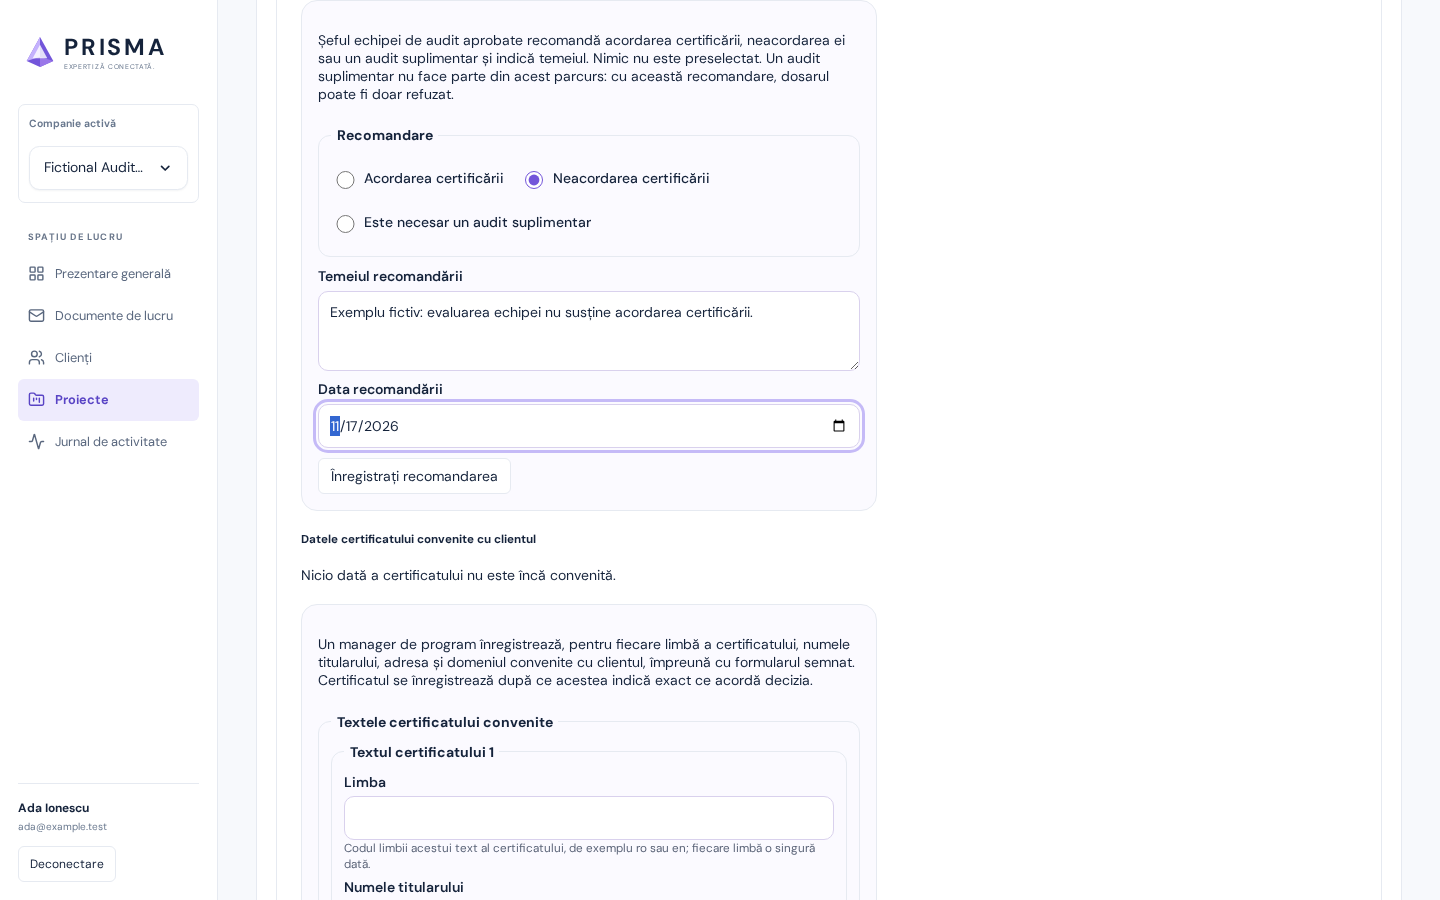 PRISMA
EXPERTIZĂ CONECTATĂ.
Companie activă
Fictional Audit...
SPAȚIU DE LUCRU
Prezentare generală
Documente de lucru
Clienți
Proiecte
Jurnal de activitate
Ada Ionescu
ada@example.test
Deconectare
Șeful echipei de audit aprobate recomandă acordarea certificării, neacordarea ei
sau un audit suplimentar și indică temeiul. Nimic nu este preselectat. Un audit
suplimentar nu face parte din acest parcurs: cu această recomandare, dosarul
poate fi doar refuzat.
Recomandare
Acordarea certificării
Neacordarea certificării
Este necesar un audit suplimentar
Temeiul recomandării
Exemplu fictiv: evaluarea echipei nu susține acordarea certificării.
Data recomandării
11/17/2026
Înregistrați recomandarea
Datele certificatului convenite cu clientul
Nicio dată a certificatului nu este încă convenită.
Un manager de program înregistrează, pentru fiecare limbă a certificatului, numele
titularului, adresa și domeniul convenite cu clientul, împreună cu formularul semnat.
Certificatul se înregistrează după ce acestea indică exact ce acordă decizia.
Textele certificatului convenite
Textul certificatului 1
Limba
Codul limbii acestui text al certificatului, de exemplu ro sau en; fiecare limbă o singură
dată.
Numele titularului